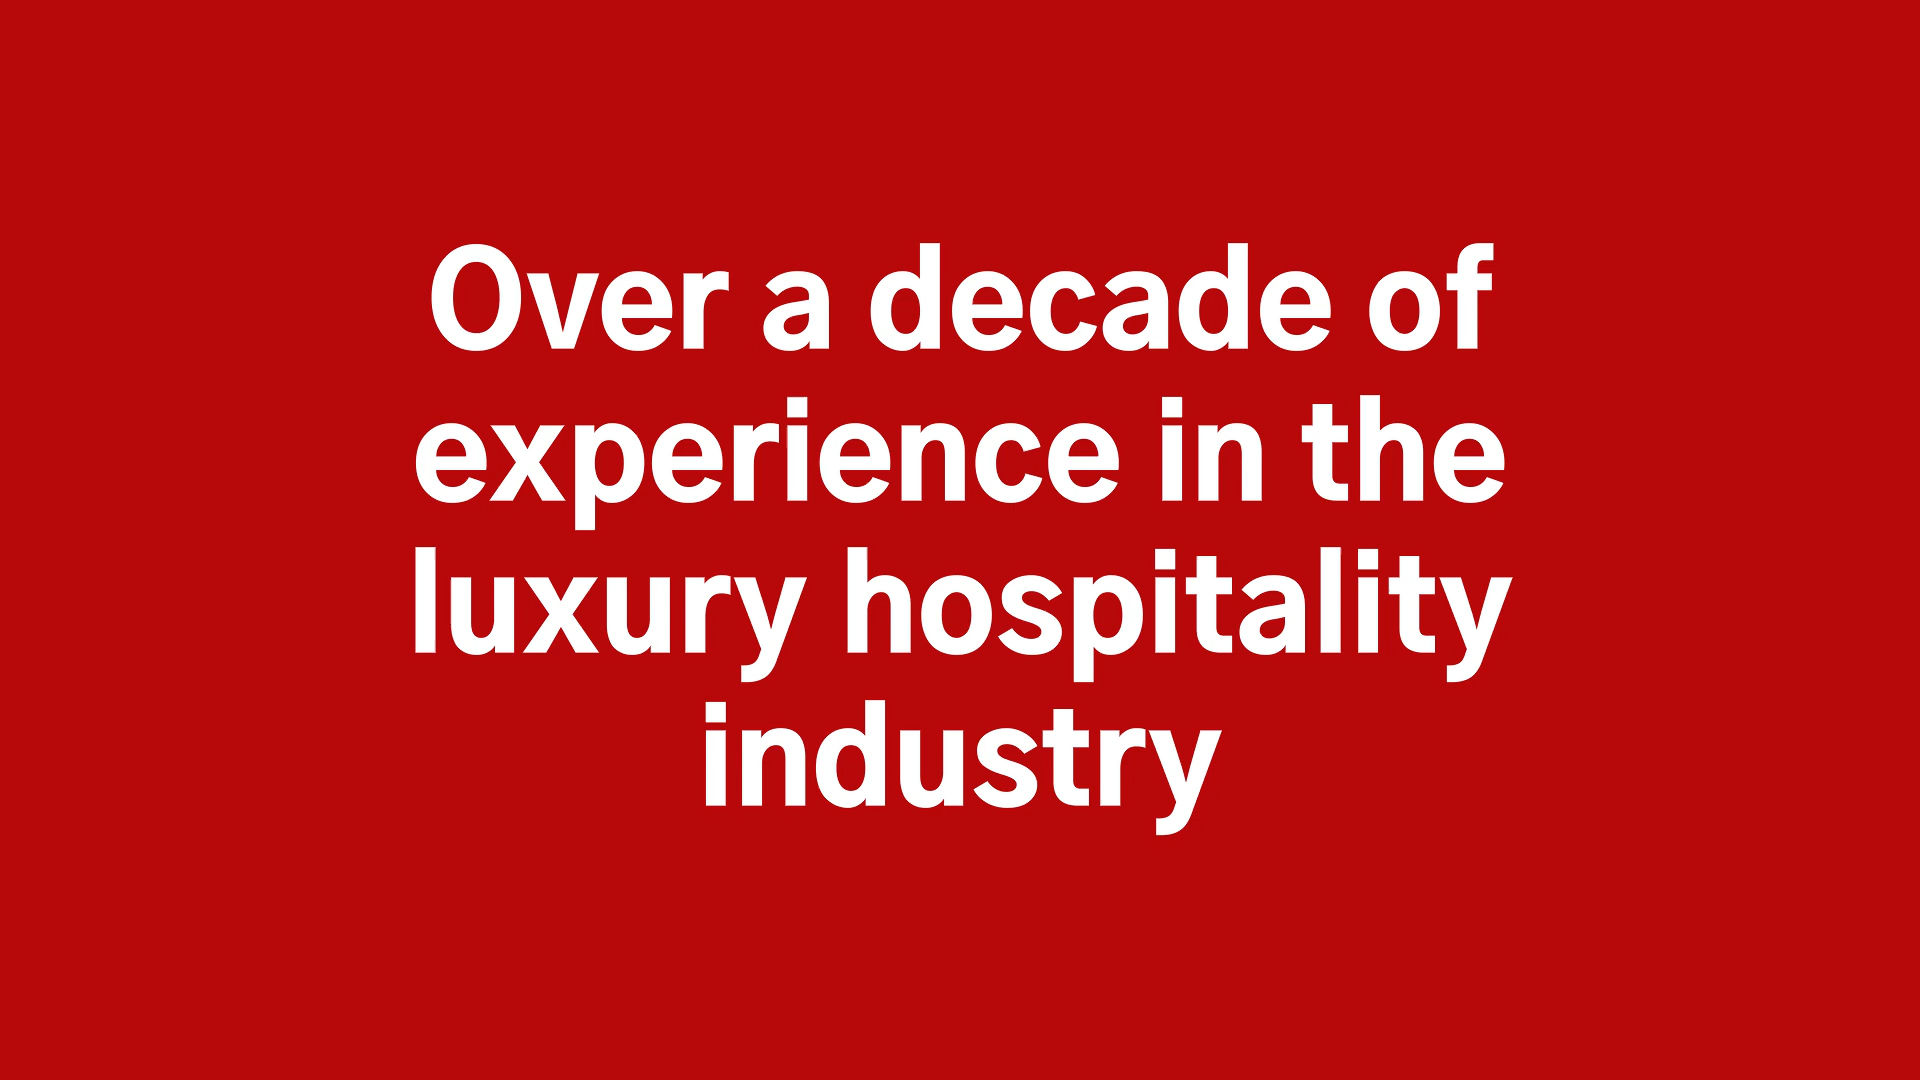 Over a decade of
experience in the
luxury hospitality
industry